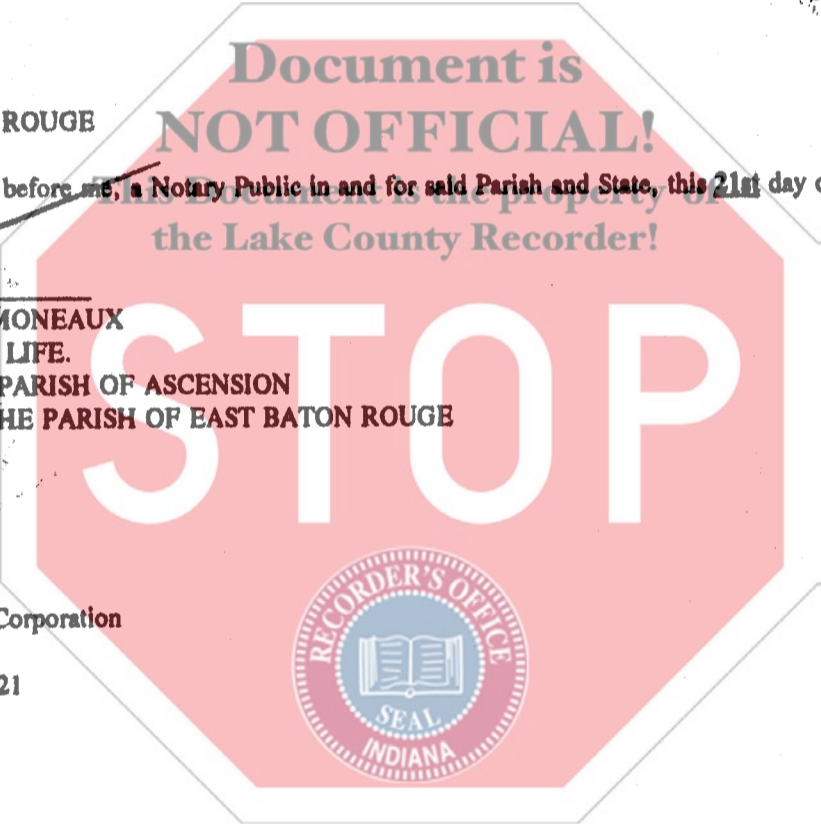 Document is
ROUGE
NOT OFFICIAL!
before me, a Notary Public in and for said Parish and State, this 21st day
This Document is the property of
the Lake County Recorder!
MONEAUX
LIFE.
PARISH OF ASCENSION
HE PARISH OF EAST BATON ROUGE
STOP
Corporation
21
RECORDER'S OFFICE
SEAL
INDIANA